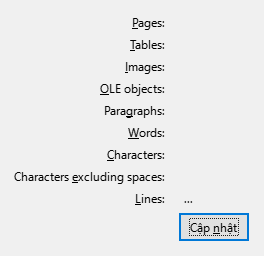 Pages:
Tables:
Images:
OLE objects:
Paragraphs:
Words:
Characters:
Characters excluding spaces:
Lines: ...
Cập nhật